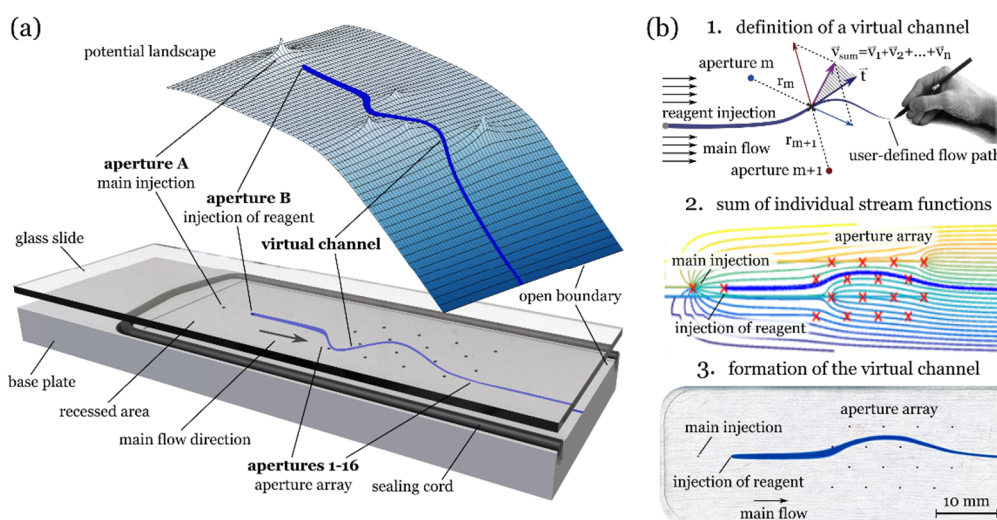 (a)
potential landscape
aperture A
main injection
aperture B
injection of reagent
virtual channel
glass slide
open boundary
base plate
recessed area
main flow direction
apertures 1-16
aperture array
sealing cord
(b)
1. definition of a virtual channel
aperture m
v⃗sum=v⃗1+v⃗2+...+v⃗n
rm
t⃗
reagent injection
main flow
rm+1
user-defined flow path
aperture m+1
2. sum of individual stream functions
aperture array
main injection
injection of reagent
3. formation of the virtual channel
aperture array
main injection
injection of reagent
main flow
10 mm